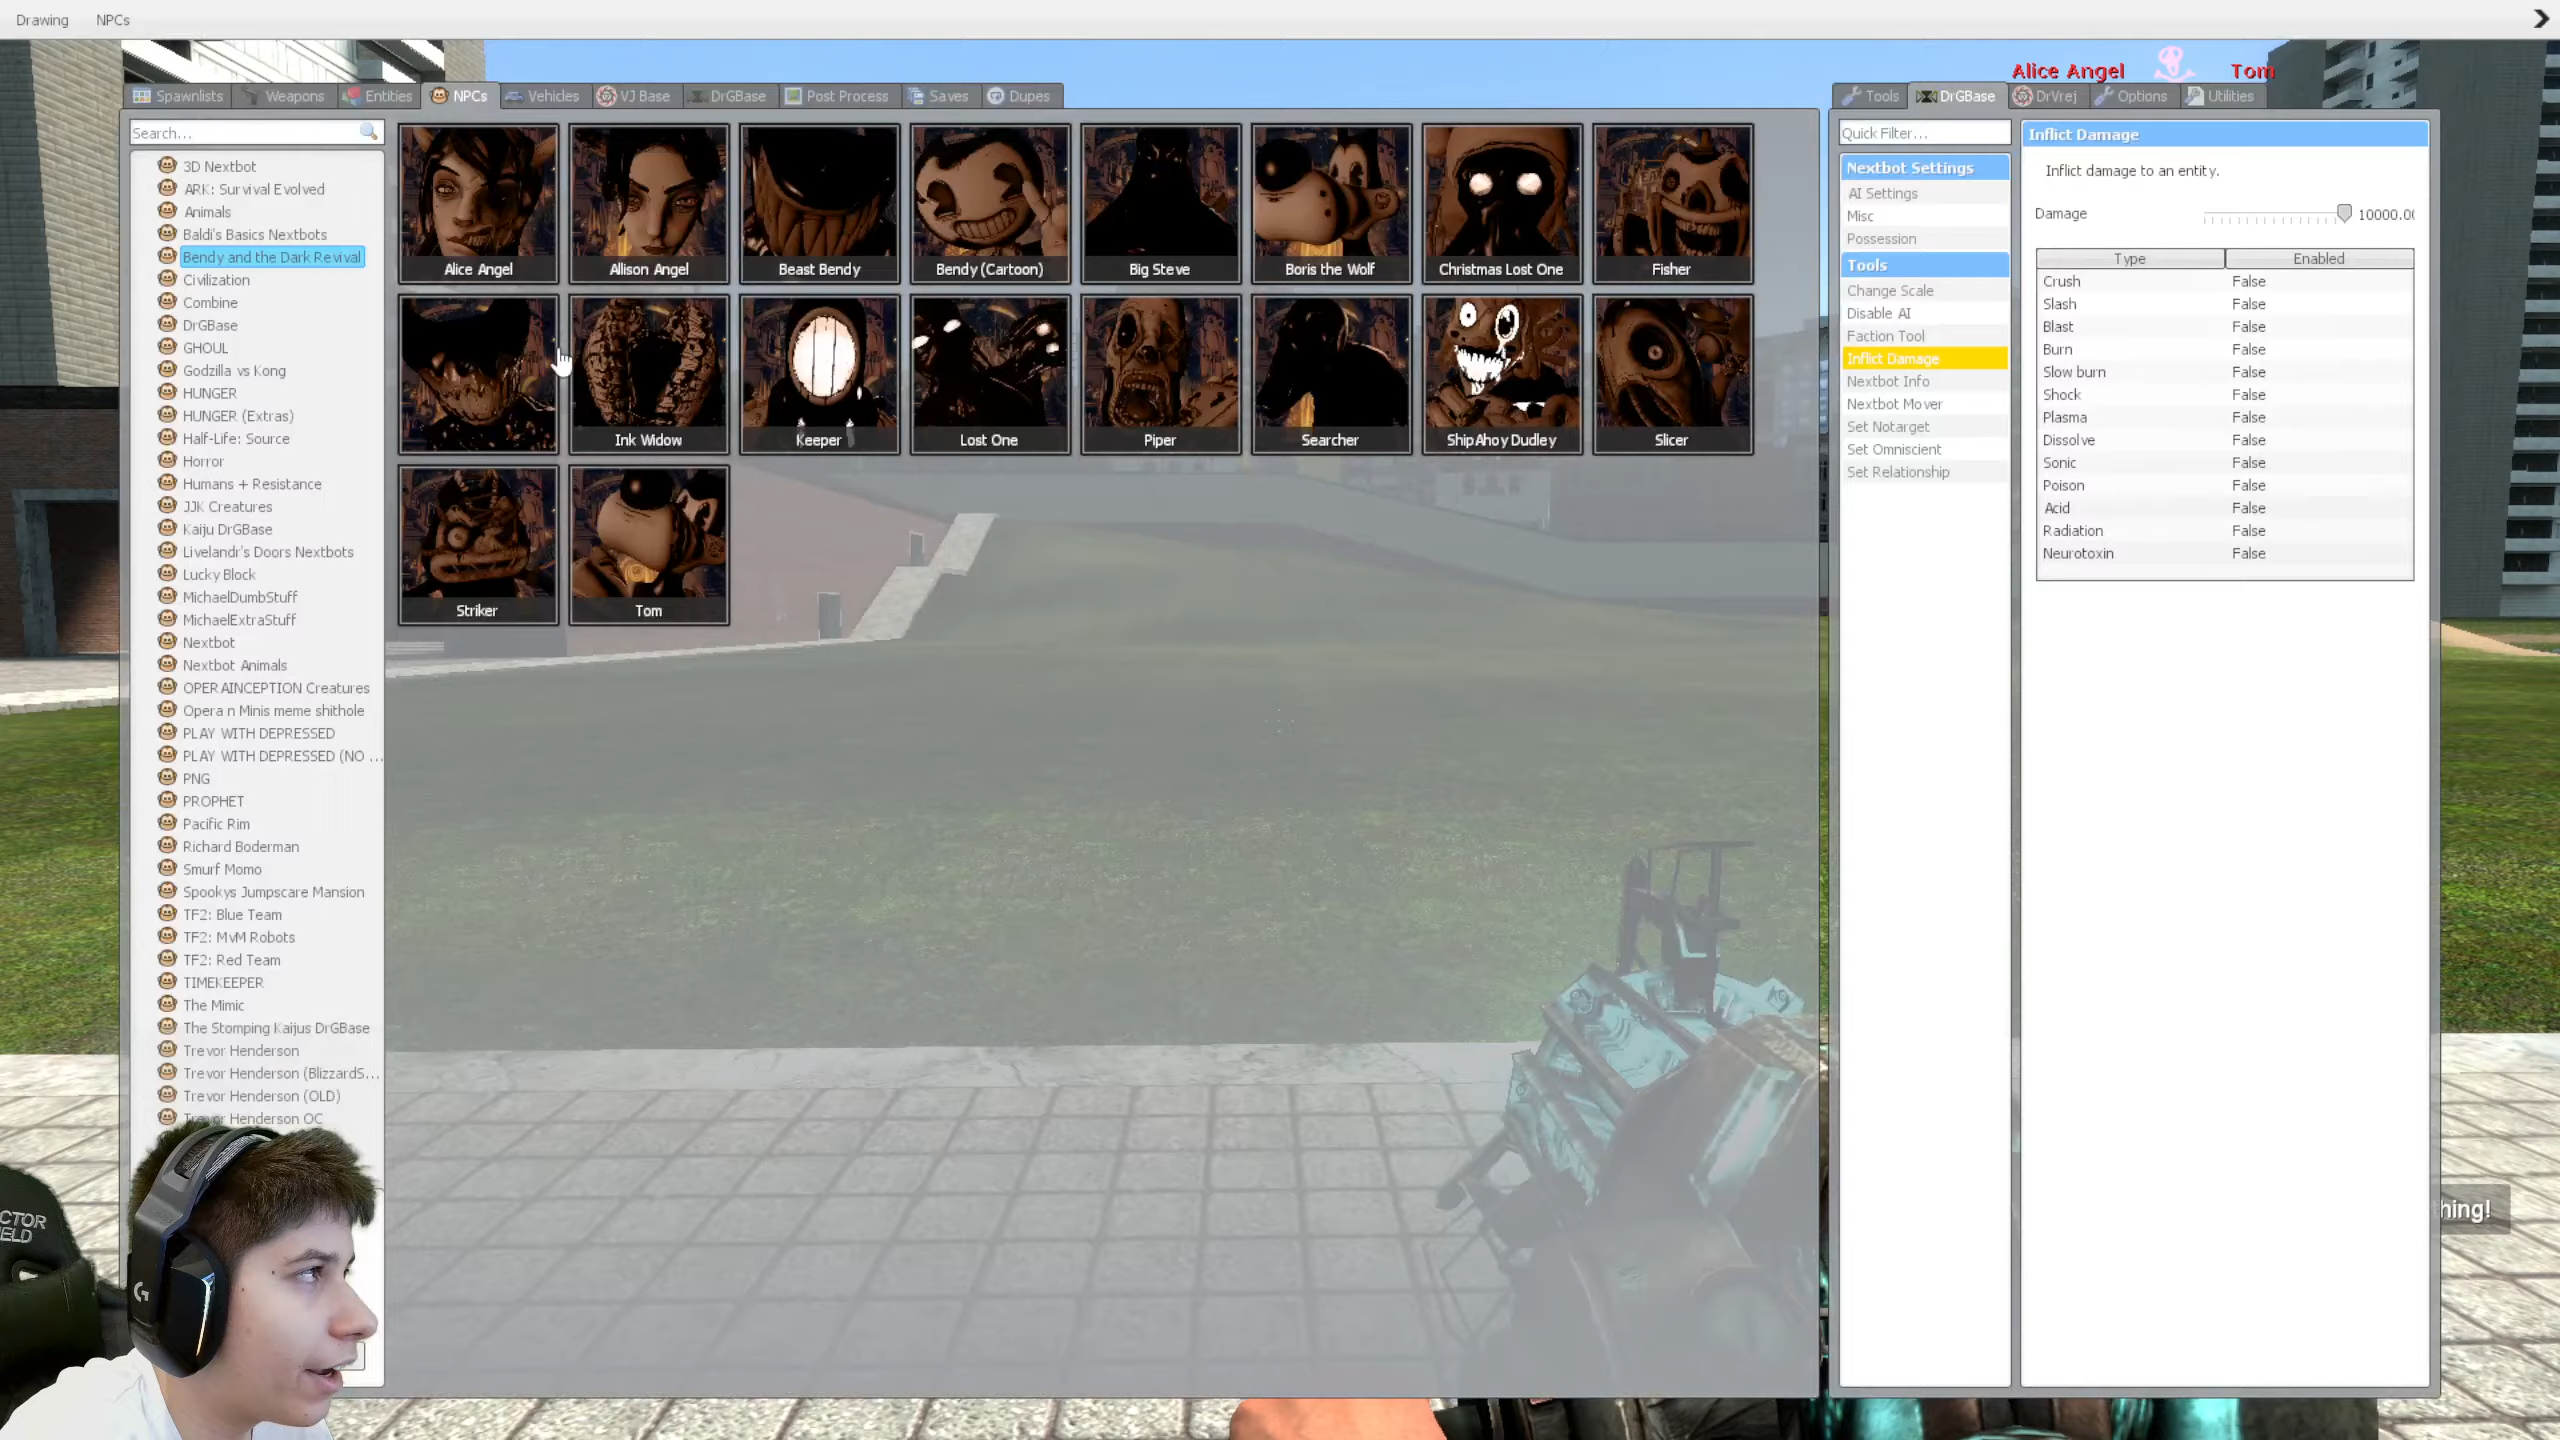 Drawing NPCs
Alice Angel Tom
Spawnlists Weapons Entities NPCs Vehicles VJ Base DrGBase Post Process Saves Dupes
Search...
3D Nextbot
ARK: Survival Evolved
Animals
Baldi's Basics Nextbots
Bendy and the Dark Revival
Civilization
Combine
DrGBase
GHOUL
Godzilla vs Kong
HUNGER
HUNGER (Extras)
Half-Life: Source
Horror
Humans + Resistance
JJK Creatures
Kaiju DrGBase
Livelandr's Doors Nextbots
Lucky Block
MichaelDumbStuff
MichaelExtraStuff
Nextbot
Nextbot Animals
OPERAINCEPTION Creatures
Opera n Minis meme shithole
PLAY WITH DEPRESSED
PLAY WITH DEPRESSED (NO ...
PNG
PROPHET
Pacific Rim
Richard Boderman
Smurf Momo
Spookys Jumpscare Mansion
TF2: Blue Team
TF2: MvM Robots
TF2: Red Team
TIMEKEEPER
The Mimic
The Stomping Kaijus DrGBase
Trevor Henderson
Trevor Henderson (BlizzardS...
Trevor Henderson (OLD)
Trevor Henderson OC
Alice Angel
Allison Angel
Beast Bendy
Bendy (Cartoon)
Big Steve
Boris the Wolf
Christmas Lost One
Fisher
Ink Widow
Keeper
Lost One
Piper
Searcher
ShipAhoy Dudley
Slicer
Striker
Tom
Tools DrGBase DrVrej Options Utilities
Quick Filter...
Nextbot Settings
AI Settings
Misc
Possession
Tools
Change Scale
Disable AI
Faction Tool
Inflict Damage
Nextbot Info
Nextbot Mover
Set Notarget
Set Omniscient
Set Relationship
Inflict Damage
Inflict damage to an entity.
Damage 10000.0
Type Enabled
Crush False
Slash False
Blast False
Burn False
Slow burn False
Shock False
Plasma False
Dissolve False
Sonic False
Poison False
Acid False
Radiation False
Neurotoxin False
hing!
CTOR
ELD
G